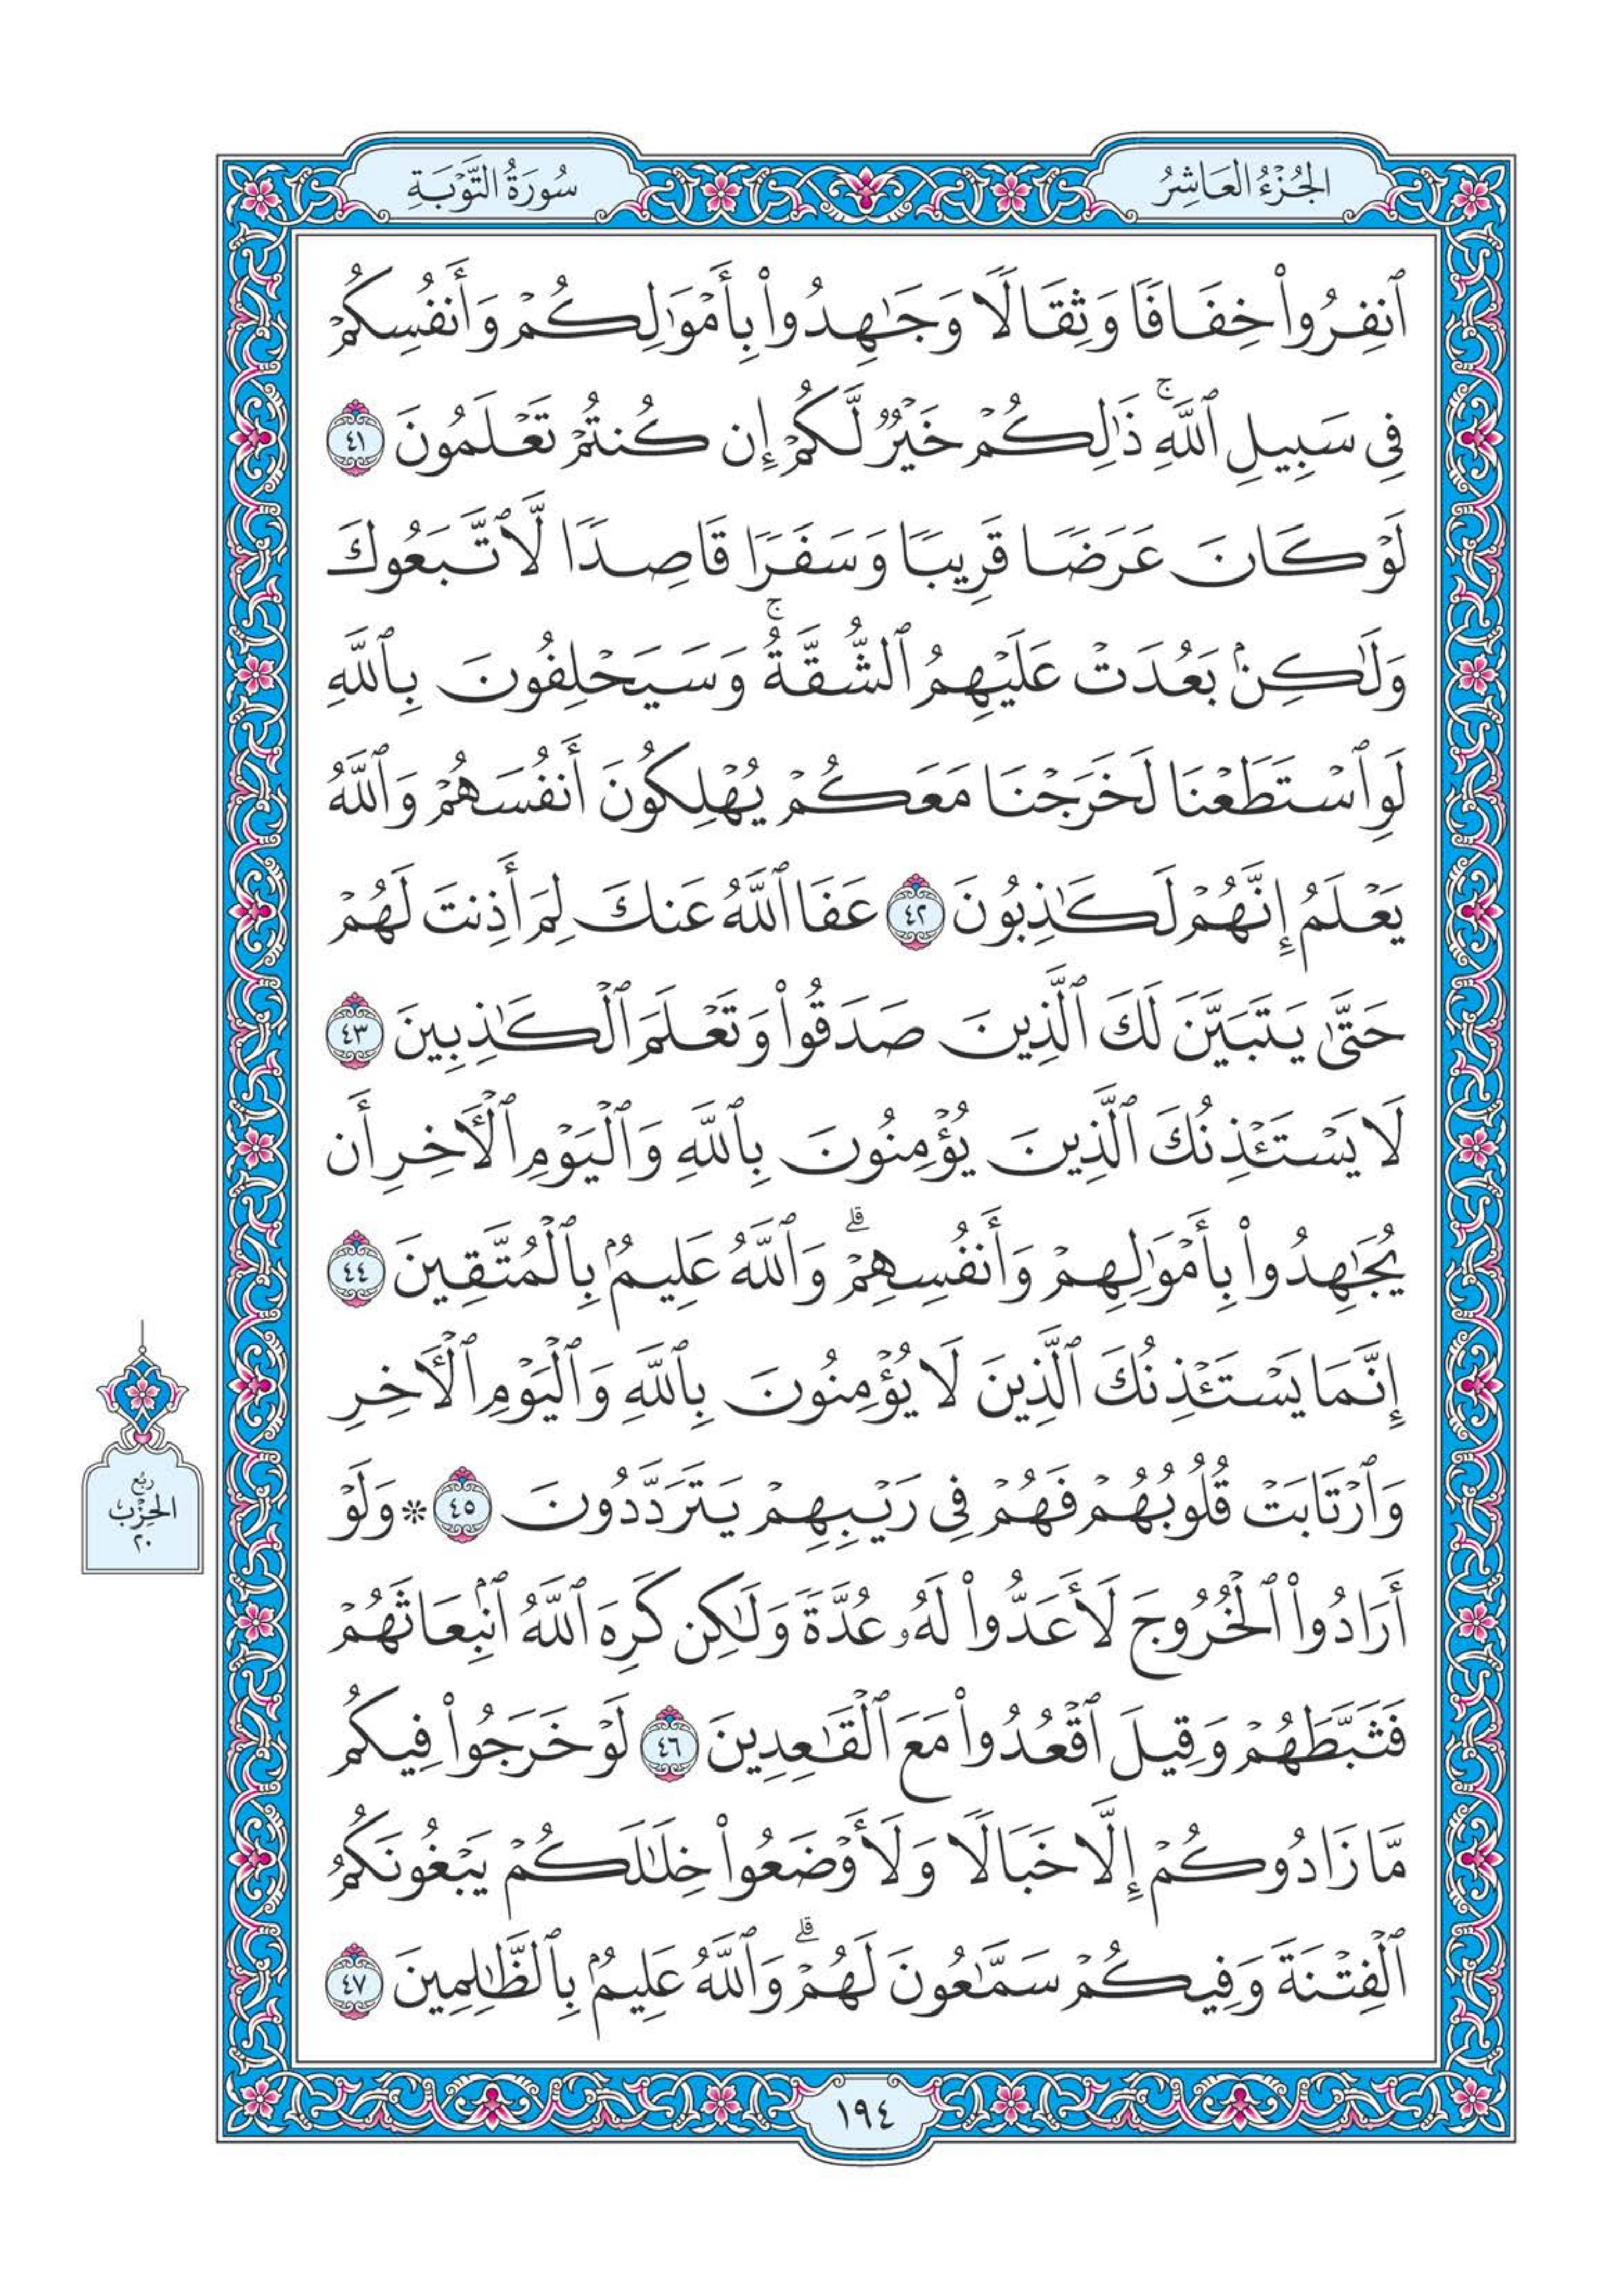 الجُزْءُ العَاشِرُ
سُورَةُ التَّوْبَةِ
ٱنفِرُوا۟ خِفَافًا وَثِقَالًا وَجَـٰهِدُوا۟ بِأَمْوَٰلِكُمْ وَأَنفُسِكُمْ
فِى سَبِيلِ ٱللَّهِ ۚ ذَٰلِكُمْ خَيْرٌ لَّكُمْ إِن كُنتُمْ تَعْلَمُونَ ٤١
لَوْ كَانَ عَرَضًا قَرِيبًا وَسَفَرًا قَاصِدًا لَّٱتَّبَعُوكَ
وَلَـٰكِنۢ بَعُدَتْ عَلَيْهِمُ ٱلشُّقَّةُ ۚ وَسَيَحْلِفُونَ بِٱللَّهِ
لَوِ ٱسْتَطَعْنَا لَخَرَجْنَا مَعَكُمْ يُهْلِكُونَ أَنفُسَهُمْ وَٱللَّهُ
يَعْلَمُ إِنَّهُمْ لَكَـٰذِبُونَ ٤٢ عَفَا ٱللَّهُ عَنكَ لِمَ أَذِنتَ لَهُمْ
حَتَّىٰ يَتَبَيَّنَ لَكَ ٱلَّذِينَ صَدَقُوا۟ وَتَعْلَمَ ٱلْكَـٰذِبِينَ ٤٣
لَا يَسْتَـْٔذِنُكَ ٱلَّذِينَ يُؤْمِنُونَ بِٱللَّهِ وَٱلْيَوْمِ ٱلْـَٔاخِرِ أَن
يُجَـٰهِدُوا۟ بِأَمْوَٰلِهِمْ وَأَنفُسِهِمْ ۗ وَٱللَّهُ عَلِيمٌۢ بِٱلْمُتَّقِينَ ٤٤
إِنَّمَا يَسْتَـْٔذِنُكَ ٱلَّذِينَ لَا يُؤْمِنُونَ بِٱللَّهِ وَٱلْيَوْمِ ٱلْـَٔاخِرِ
وَٱرْتَابَتْ قُلُوبُهُمْ فَهُمْ فِى رَيْبِهِمْ يَتَرَدَّدُونَ ٤٥ * وَلَوْ
أَرَادُوا۟ ٱلْخُرُوجَ لَأَعَدُّوا۟ لَهُۥ عُدَّةً وَلَـٰكِن كَرِهَ ٱللَّهُ ٱنۢبِعَاثَهُمْ
فَثَبَّطَهُمْ وَقِيلَ ٱقْعُدُوا۟ مَعَ ٱلْقَـٰعِدِينَ ٤٦ لَوْ خَرَجُوا۟ فِيكُم
مَّا زَادُوكُمْ إِلَّا خَبَالًا وَلَأَوْضَعُوا۟ خِلَـٰلَكُمْ يَبْغُونَكُمُ
ٱلْفِتْنَةَ وَفِيكُمْ سَمَّـٰعُونَ لَهُمْ ۗ وَٱللَّهُ عَلِيمٌۢ بِٱلظَّـٰلِمِينَ ٤٧
ربُع
الحِزْب
٢٠
١٩٤